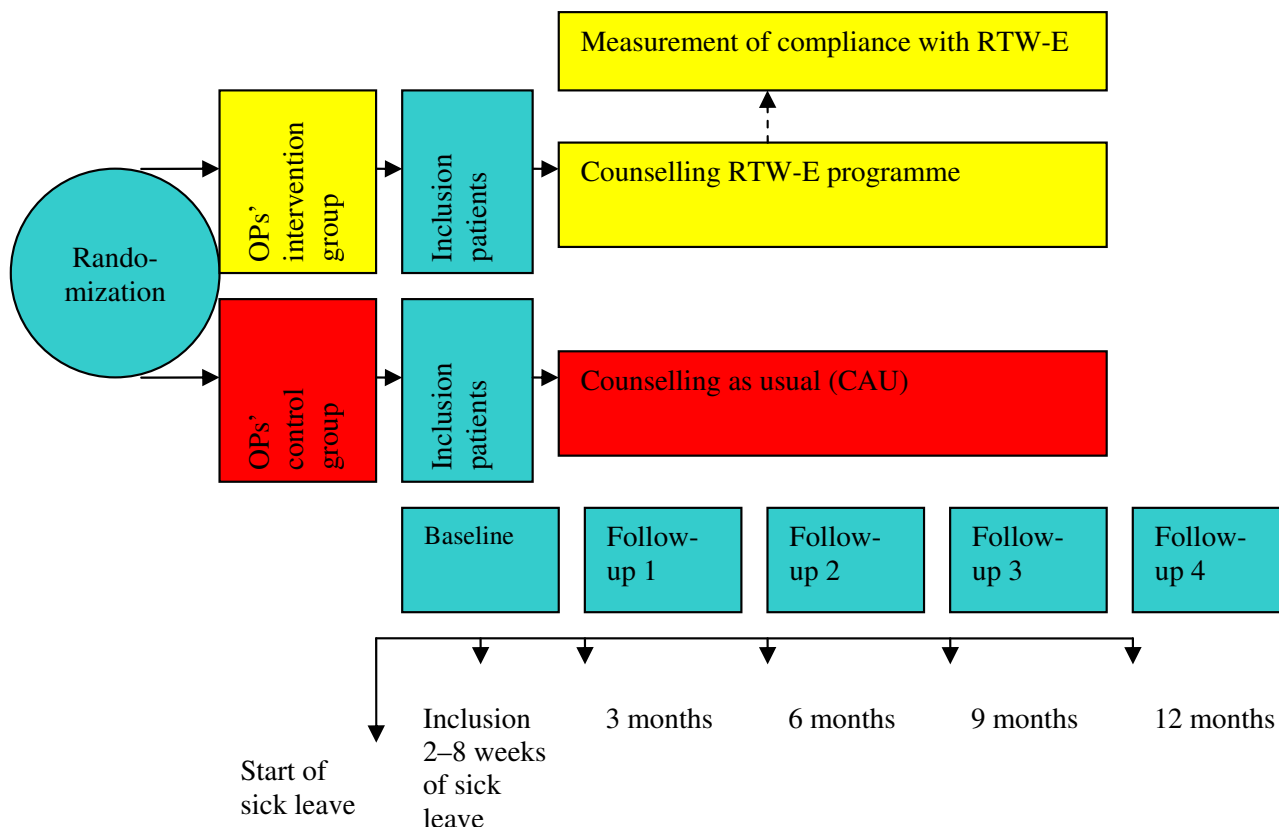 Measurement of compliance with RTW-E
OPs’
intervention
group
Inclusion
patients
Counselling RTW-E programme
Rando-
mization
OPs’
control
group
Inclusion
patients
Counselling as usual (CAU)
Baseline
Follow-
up 1
Follow-
up 2
Follow-
up 3
Follow-
up 4
Start of
sick leave
Inclusion
2–8 weeks
of sick
leave
3 months
6 months
9 months
12 months